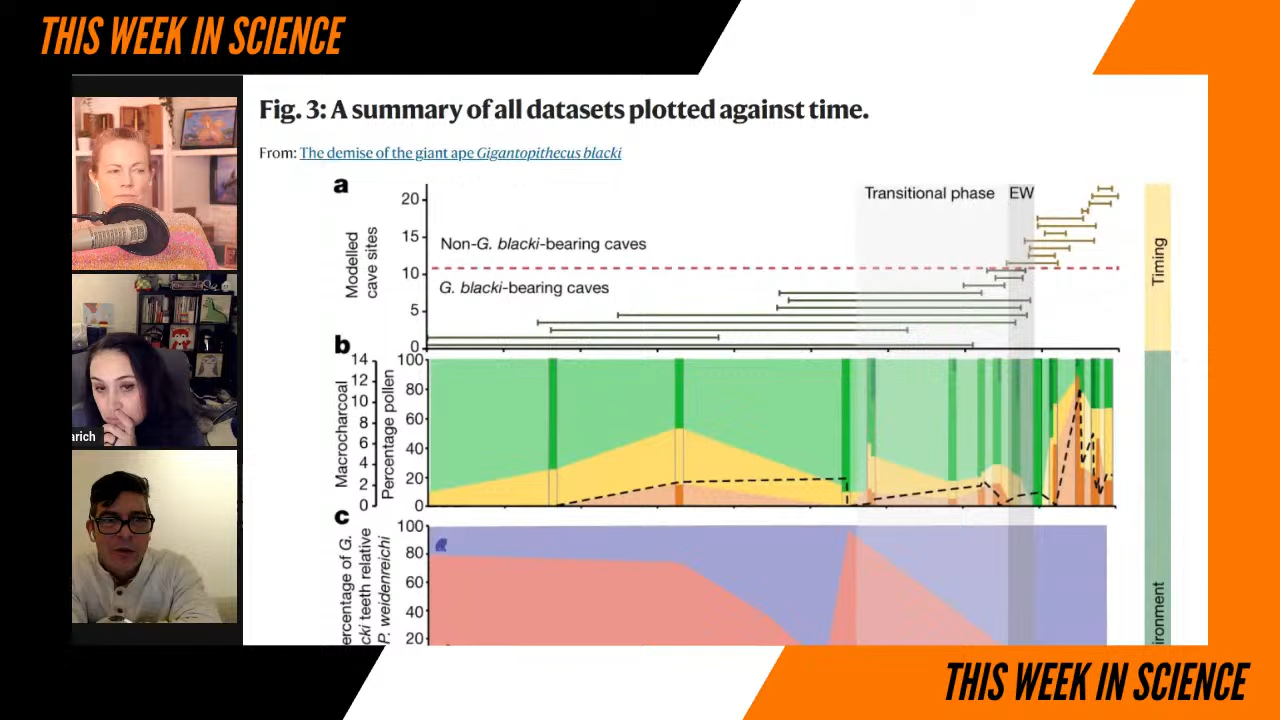 THIS WEEK IN SCIENCE
Fig. 3: A summary of all datasets plotted against time.
From: The demise of the giant ape Gigantopithecus blacki
a
Transitional phase EW
Modelled
cave sites
20
15
10
5
0
Non-G. blacki-bearing caves
G. blacki-bearing caves
Timing
b
Macrocharcoal
14
12
10
8
6
4
2
0
Percentage pollen
100
80
60
40
20
0
c
ercentage of G.
cki teeth relative
P. weidenreichi
100
80
60
40
20
ironment
arich
THIS WEEK IN SCIENCE